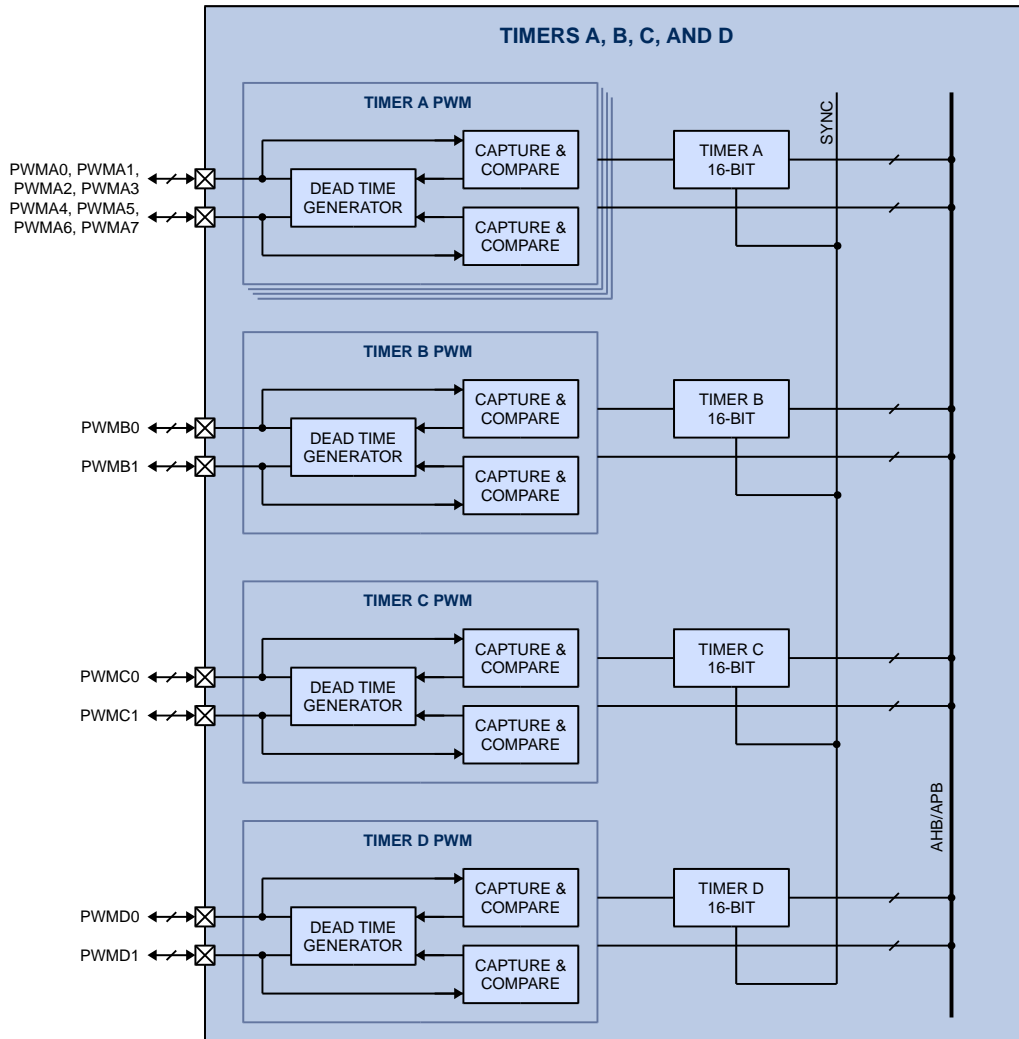 TIMERS A, B, C, AND D
TIMER A PWM
SYNC
CAPTURE &
COMPARE
TIMER A
16-BIT
PWMA0, PWMA1,
PWMA2, PWMA3
DEAD TIME
GENERATOR
PWMA4, PWMA5,
PWMA6, PWMA7
CAPTURE &
COMPARE
TIMER B PWM
CAPTURE &
COMPARE
TIMER B
16-BIT
PWMB0
DEAD TIME
GENERATOR
PWMB1
CAPTURE &
COMPARE
TIMER C PWM
CAPTURE &
COMPARE
TIMER C
16-BIT
PWMC0
DEAD TIME
GENERATOR
PWMC1
CAPTURE &
COMPARE
AHB/APB
TIMER D PWM
CAPTURE &
COMPARE
TIMER D
16-BIT
PWMD0
DEAD TIME
GENERATOR
PWMD1
CAPTURE &
COMPARE